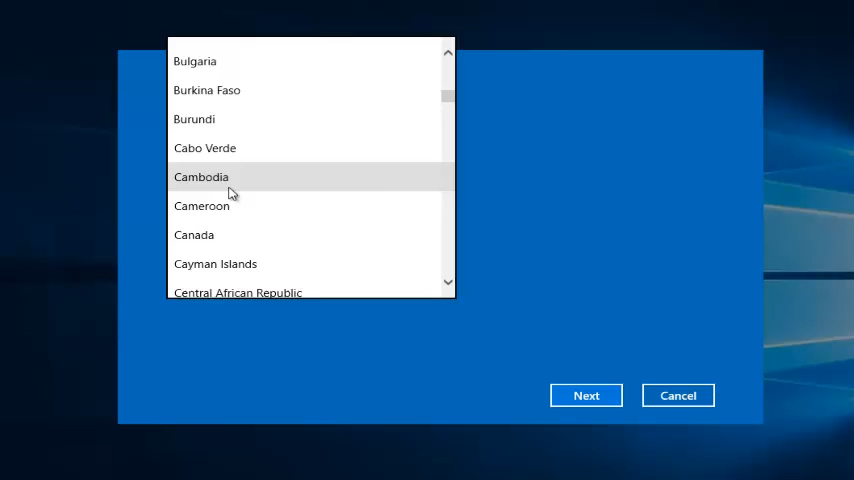 Bulgaria
Burkina Faso
Burundi
Cabo Verde
Cambodia
Cameroon
Canada
Cayman Islands
Central African Republic
Next
Cancel